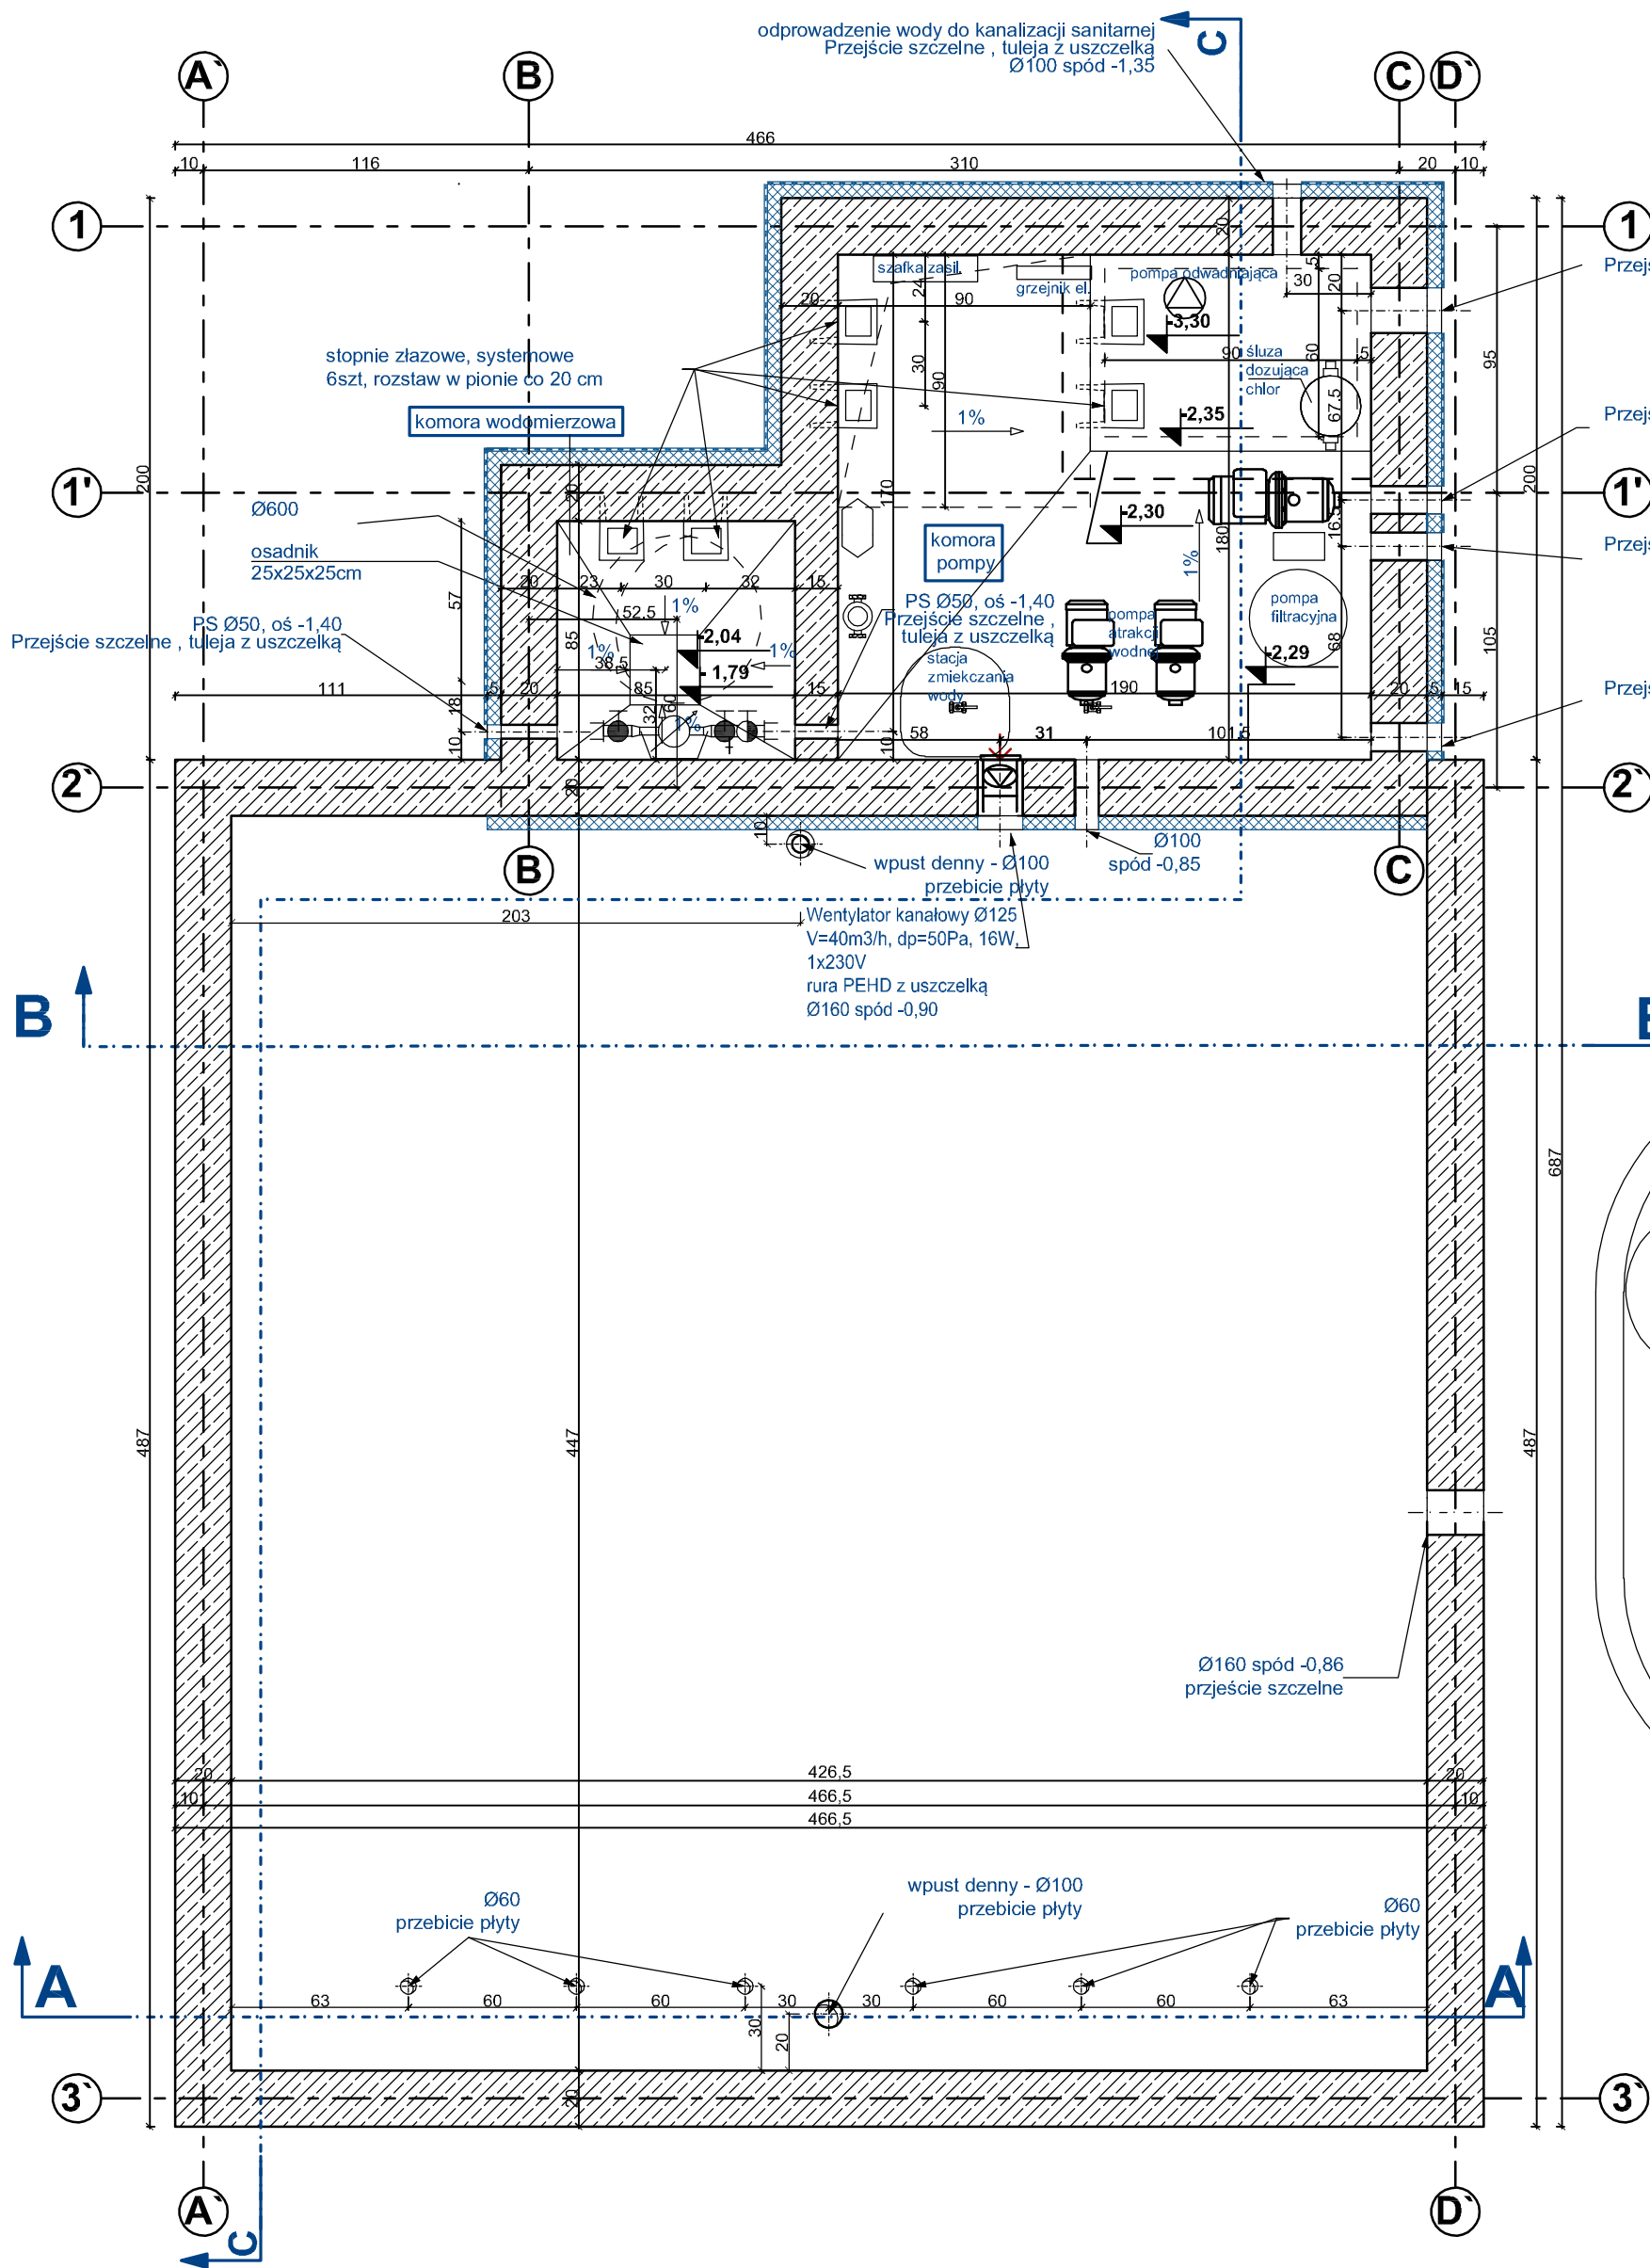 odprowadzenie wody do kanalizacji sanitarnej
Przejście szczelne , tuleja z uszczelką
Ø100 spód -1,35
C
A`
B
C
D`
466
10
116
310
20
10
1
1
Przejś
szafka zasil.
grzejnik el.
pompa odwadniająca
20
5
20
30
24
20
90
-3,30
stopnie złazowe, systemowe
6szt, rozstaw w pionie co 20 cm
30
90
90
śluza
dozująca
chlor
60
5
67,5
95
komora wodomierzowa
1%
-2,35
Przejś
200
200
1'
1'
20
170
Ø600
-2,30
180
16,5
osadnik
25x25x25cm
komora
pompy
1%
Przejś
20
23
30
32
15
57
52,5
1%
PS Ø50, oś -1,40
Przejście szczelne ,
tuleja z uszczelką
pompa
atrakcji
wodnej
pompa
filtracyjna
PS Ø50, oś -1,40
Przejście szczelne , tuleja z uszczelką
85
-2,04
1%
1%
38,5
stacja
zmiekczania
wody
-2,29
68
105
- 1,79
111
5
20
85
15
190
20
5
15
Przejś
18
32
60
1%
10
10
58
31
101,5
2`
2`
20
10
B
C
wpust denny - Ø100
przebicie płyty
Ø100
spód -0,85
203
Wentylator kanałowy Ø125
V=40m3/h, dp=50Pa, 16W,
1x230V
rura PEHD z uszczelką
Ø160 spód -0,90
B
687
487
447
487
Ø160 spód -0,86
przjeście szczelne
20
426,5
20
10
466,5
10
466,5
Ø60
przebicie płyty
wpust denny - Ø100
przebicie płyty
Ø60
przebicie płyty
A
A
63
60
60
30
30
60
60
63
30
20
3`
3`
20
A`
D`
C